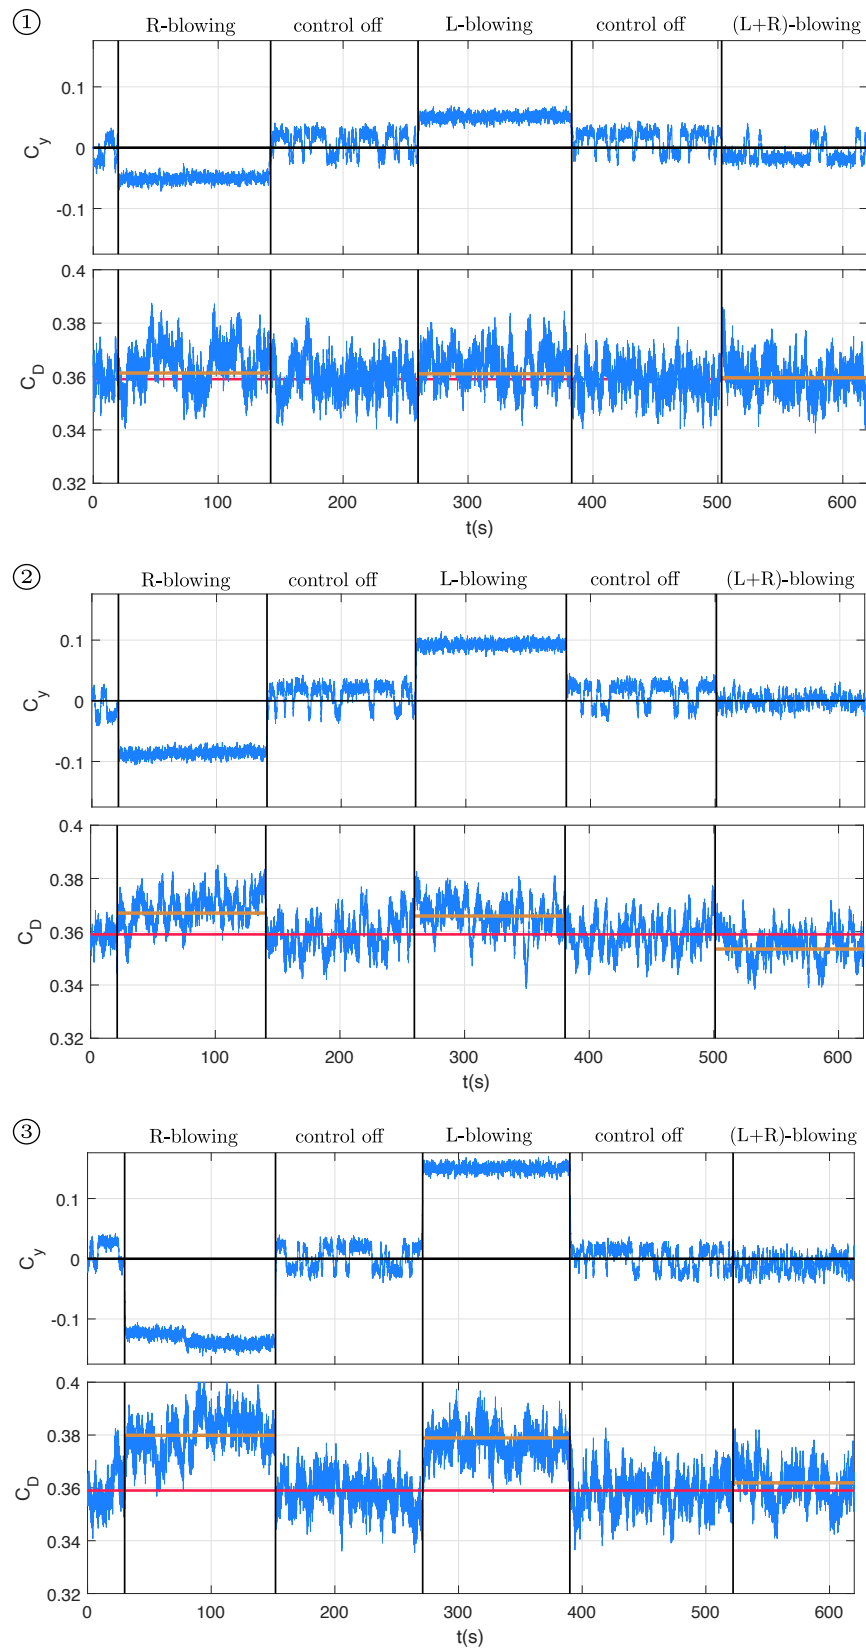 ①
R-blowing control off L-blowing control off (L+R)-blowing
0.1
0
-0.1
C_y
0.4
0.38
0.36
0.34
0.32
C_D
0 100 200 300 400 500 600
t(s)
②
R-blowing control off L-blowing control off (L+R)-blowing
0.1
0
-0.1
C_y
0.4
0.38
0.36
0.34
0.32
C_D
0 100 200 300 400 500 600
t(s)
③
R-blowing control off L-blowing control off (L+R)-blowing
0.1
0
-0.1
C_y
0.4
0.38
0.36
0.34
0.32
C_D
0 100 200 300 400 500 600
t(s)